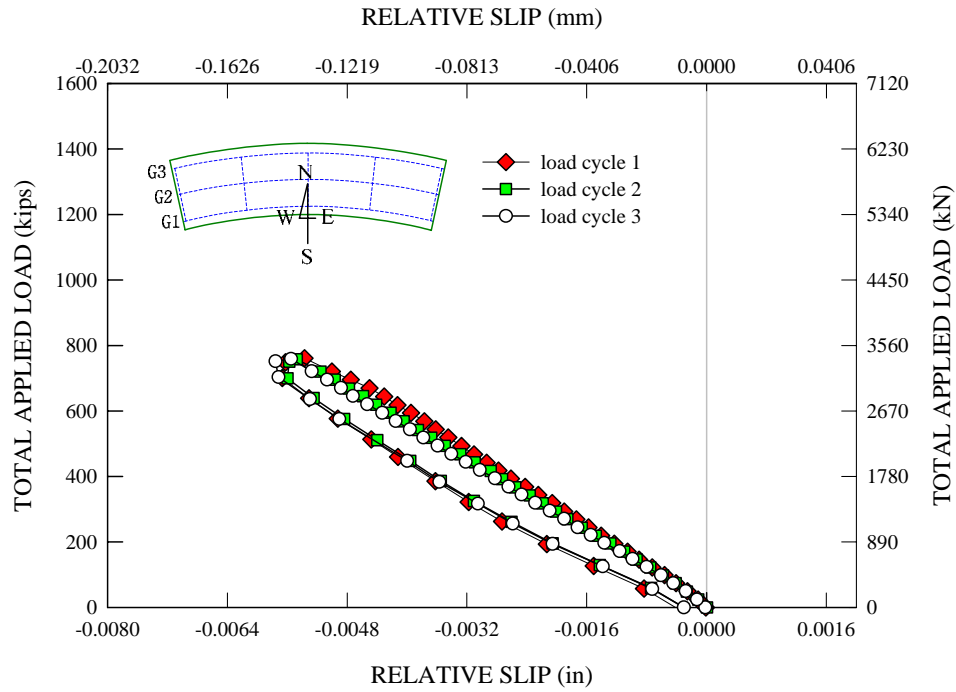 RELATIVE SLIP (mm)
-0.2032 -0.1626 -0.1219 -0.0813 -0.0406 0.0000 0.0406
1600 7120
1400 6230
1200 5340
1000 4450
800 3560
600 2670
400 1780
200 890
0 0
TOTAL APPLIED LOAD (kips)
TOTAL APPLIED LOAD (kN)
G3
G2
G1
N
W E
S
load cycle 1
load cycle 2
load cycle 3
-0.0080 -0.0064 -0.0048 -0.0032 -0.0016 0.0000 0.0016
RELATIVE SLIP (in)